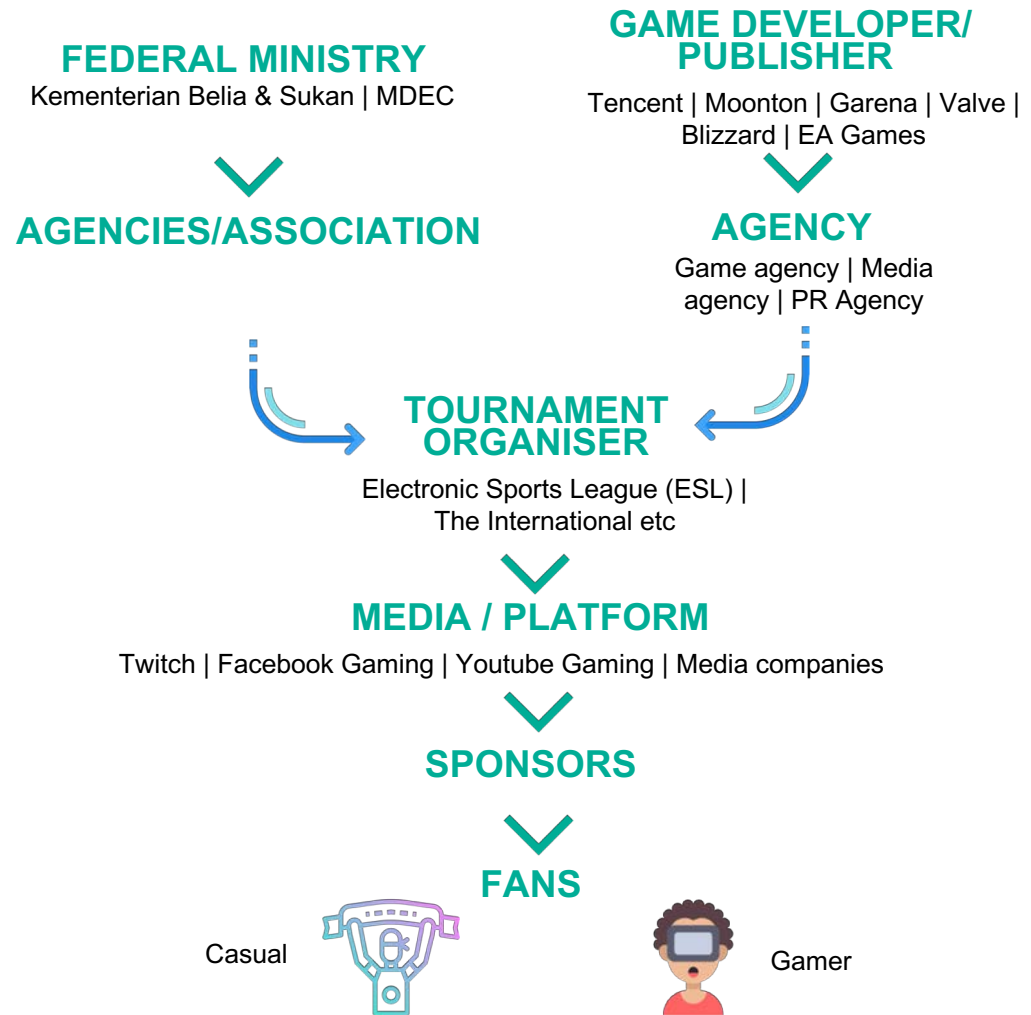 FEDERAL MINISTRY
Kementerian Belia & Sukan | MDEC
GAME DEVELOPER/
PUBLISHER
Tencent | Moonton | Garena | Valve |
Blizzard | EA Games
AGENCIES/ASSOCIATION
AGENCY
Game agency | Media
agency | PR Agency
TOURNAMENT
ORGANISER
Electronic Sports League (ESL) |
The International etc
MEDIA / PLATFORM
Twitch | Facebook Gaming | Youtube Gaming | Media companies
SPONSORS
FANS
Casual
Gamer